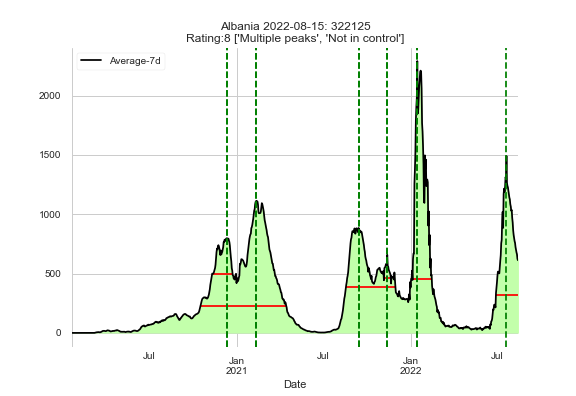 Albania 2022-08-15: 322125
Rating:8 ['Multiple peaks', 'Not in control']
Average-7d
2000
1500
1000
500
0
Jul
Jan
2021
Jul
Jan
2022
Jul
Date